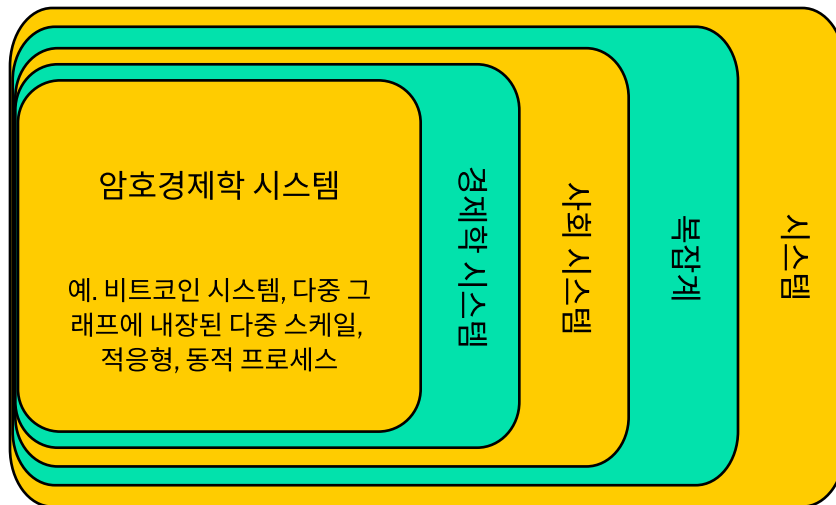 암호경제학 시스템
예. 비트코인 시스템, 다중 그
래프에 내장된 다중 스케일,
적응형, 동적 프로세스
경제학 시스템
사회 시스템
복잡계
시스템